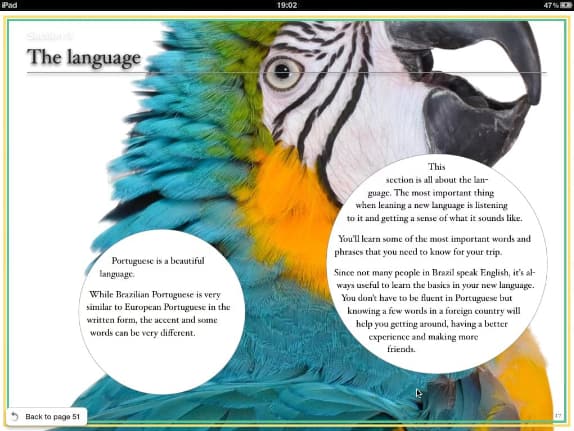 iPad
19:02
47%
Section 5
The language
Portuguese is a beautiful
language.
While Brazilian Portuguese is very
similar to European Portuguese in the
written form, the accent and some
words can be very different.
This
section is all about the lan-
guage. The most important thing
when leaning a new language is listening
to it and getting a sense of what it sounds like.
You'll learn some of the most important words and
phrases that you need to know for your trip.
Since not many people in Brazil speak English, it's al-
ways useful to learn the basics in your new language.
You don't have to be fluent in Portuguese but
knowing a few words in a foreign country will
help you getting around, having a better
experience and making more
friends.
Back to page 51